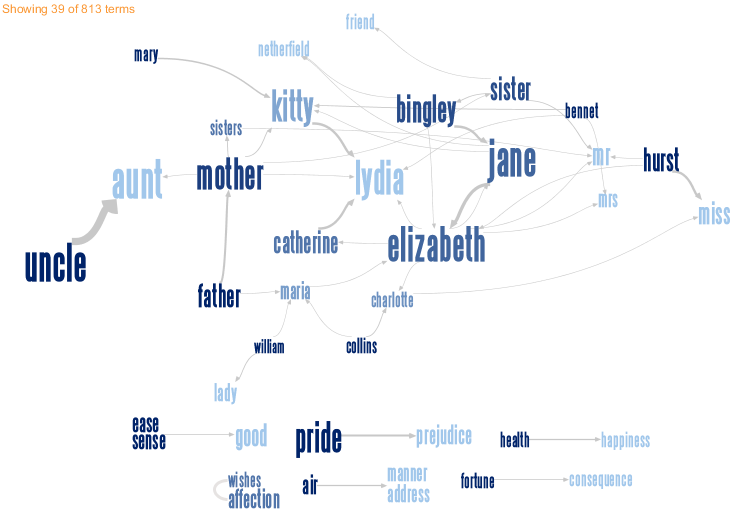 Showing 39 of 813 terms
friend
netherfield
mary
kitty
bingley
sister
bennet
sisters
aunt
mother
lydia
jane
mr
hurst
mrs
miss
uncle
catherine
elizabeth
father
maria
charlotte
william
collins
lady
ease
sense
good
pride
prejudice
health
happiness
wishes
affection
air
manner
address
fortune
consequence